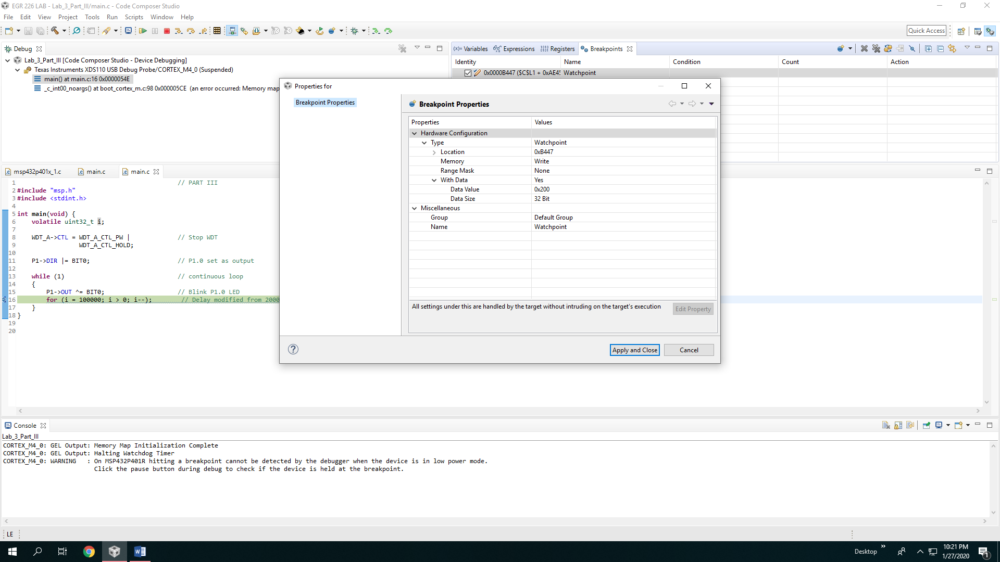 EGR 226 LAB - Lab_3_Part_III/main.c - Code Composer Studio
File Edit View Project Tools Run Scripts Window Help
Quick Access
Debug
Lab_3_Part_III [Code Composer Studio - Device Debugging]
Texas Instruments XDS110 USB Debug Probe/CORTEX_M4_0 (Suspended)
main() at main.c:16 0x0000054E
_c_int00_noargs() at boot_cortex_m.c:98 0x000005CE (an error occurred: Memory map
(x)= Variables Expressions 1010 0101 Registers Breakpoints
Identity Name Condition Count Action
0x0000B447 ($C$L1 + 0xAE45 Watchpoint
Properties for
Breakpoint Properties
Breakpoint Properties
Properties Values
Hardware Configuration
Type Watchpoint
Location 0xB447
Memory Write
Range Mask None
With Data Yes
Data Value 0x200
Data Size 32 Bit
Miscellaneous
Group Default Group
Name Watchpoint
All settings under this are handled by the target without intruding on the target's execution
Edit Property
? Apply and Close Cancel
msp432p401x_1.c main.c main.c
1 // PART III
2 #include "msp.h"
3 #include <stdint.h>
4
5 int main(void) {
6 volatile uint32_t i;
7
8 WDT_A->CTL = WDT_A_CTL_PW | // Stop WDT
9 WDT_A_CTL_HOLD;
10
11 P1->DIR |= BIT0; // P1.0 set as output
12
13 while (1) // continuous loop
14 {
15 P1->OUT ^= BIT0; // Blink P1.0 LED
16 for (i = 100000; i > 0; i--); // Delay modified from 2000
17 }
18 }
19
20
Console
Lab_3_Part_III
CORTEX_M4_0: GEL Output: Memory Map Initialization Complete
CORTEX_M4_0: GEL Output: Halting Watchdog Timer
CORTEX_M4_0: WARNING : On MSP432P401R hitting a breakpoint cannot be detected by the debugger when the device is in low power mode.
Click the pause button during debug to check if the device is held at the breakpoint.
LE
Desktop
10:21 PM
1/27/2020
1